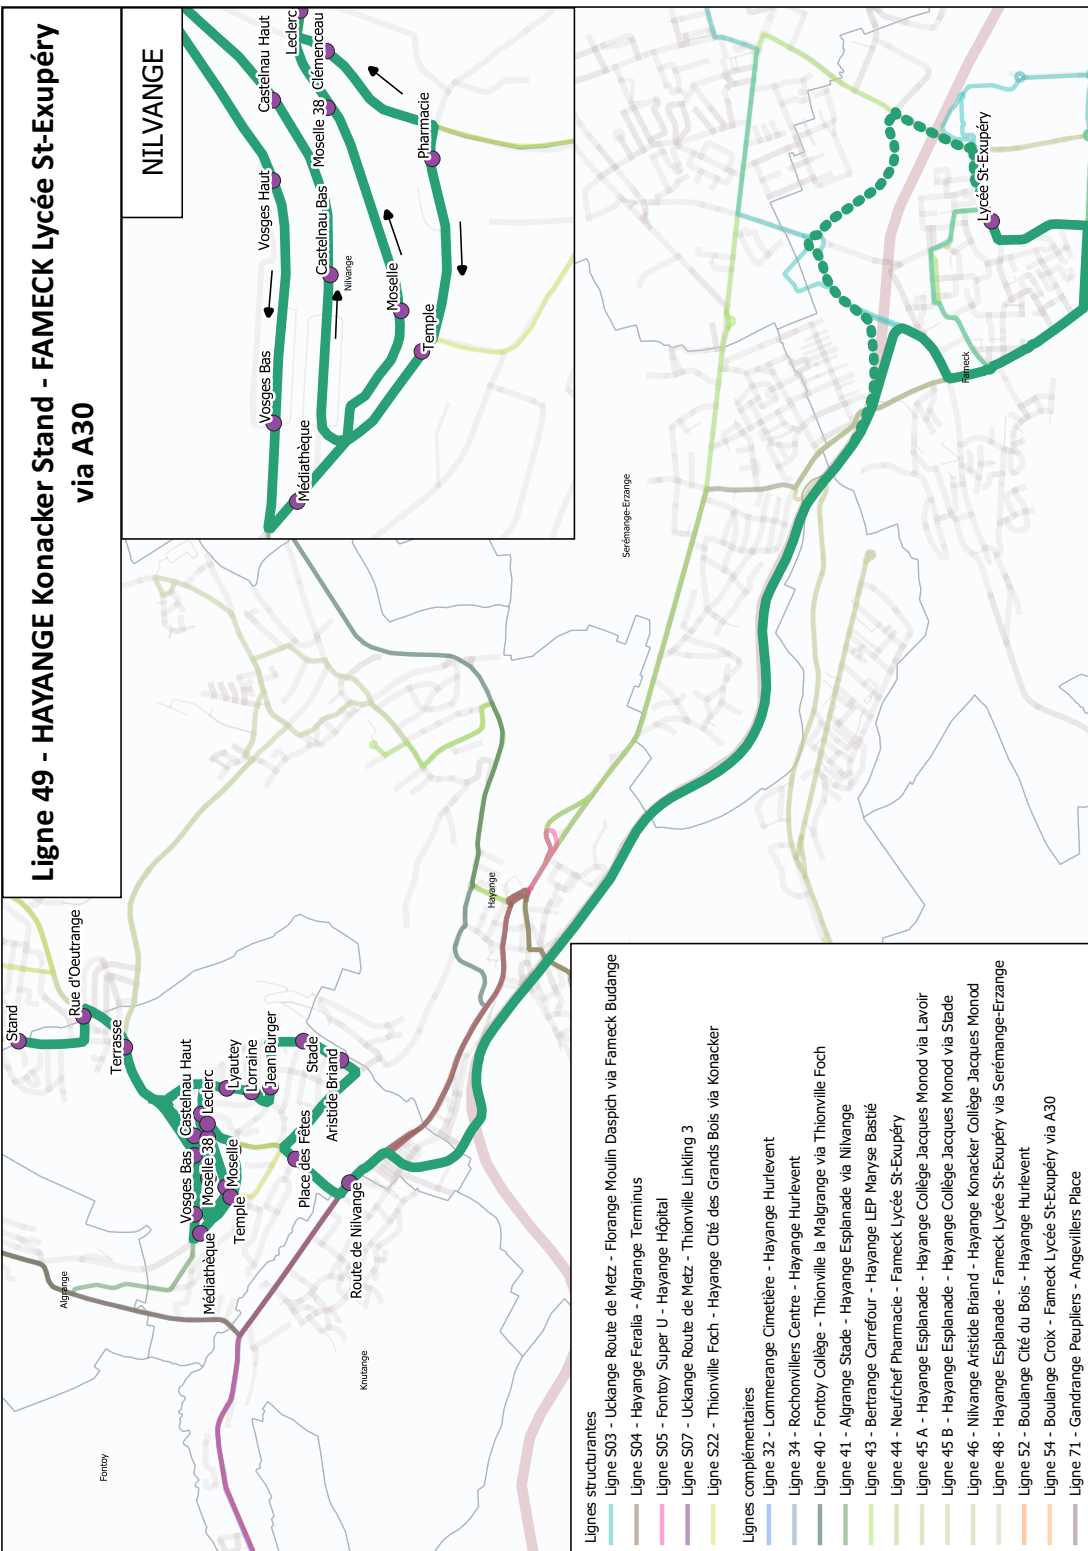 Ligne 49 - HAYANGE Konacker Stand - FAMECK Lycée St-Exupéry
via A30
NILVANGE
Leclerc
Clémenceau
Castelnau Haut
Moselle 38
Pharmacie
Vosges Haut
Castelnau Bas
Nilvange
Moselle
Temple
Vosges Bas
Médiathèque
Lycée St-Exupéry
Fameck
Serémange-Erzange
Hayange
Stand
Rue d'Oeutrange
Terrasse
Castelnau Haut
Leclerc
Lyautey
Lorraine
Jean Burger
Stade
Aristide Briand
Vosges Bas
Moselle 38
Moselle
Temple
Médiathèque
Place des Fêtes
Route de Nilvange
Algrange
Knutange
Fontoy
Lignes structurantes
Ligne S03 - Uckange Route de Metz - Florange Moulin Daspich via Fameck Budange
Ligne S04 - Hayange Feralia - Algrange Terminus
Ligne S05 - Fontoy Super U - Hayange Hôpital
Ligne S07 - Uckange Route de Metz - Thionville Linkling 3
Ligne S22 - Thionville Foch - Hayange Cité des Grands Bois via Konacker
Lignes complémentaires
Ligne 32 - Lommerange Cimetière - Hayange Hurlevent
Ligne 34 - Rochonvillers Centre - Hayange Hurlevent
Ligne 40 - Fontoy Collège - Thionville la Malgrange via Thionville Foch
Ligne 41 - Algrange Stade - Hayange Esplanade via Nilvange
Ligne 43 - Bertrange Carrefour - Hayange LEP Maryse Bastié
Ligne 44 - Neufchef Pharmacie - Fameck Lycée St-Exupéry
Ligne 45 A - Hayange Esplanade - Hayange Collège Jacques Monod via Lavoir
Ligne 45 B - Hayange Esplanade - Hayange Collège Jacques Monod via Stade
Ligne 46 - Nilvange Aristide Briand - Hayange Konacker Collège Jacques Monod
Ligne 48 - Hayange Esplanade - Fameck Lycée St-Exupéry via Serémange-Erzange
Ligne 52 - Boulange Cité du Bois - Hayange Hurlevent
Ligne 54 - Boulange Croix - Fameck Lycée St-Exupéry via A30
Ligne 71 - Gandrange Peupliers - Angevillers Place